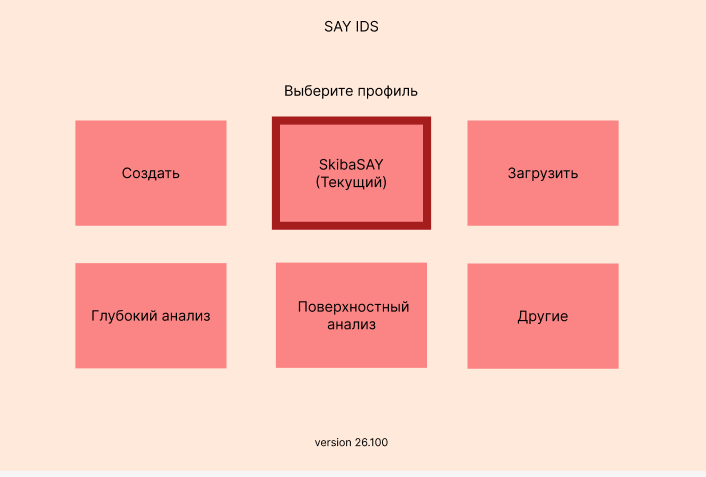 SAY IDS
Выберите профиль
Создать
SkibaSAY
(Текущий)
Загрузить
Глубокий анализ
Поверхностный
анализ
Другие
version 26.100